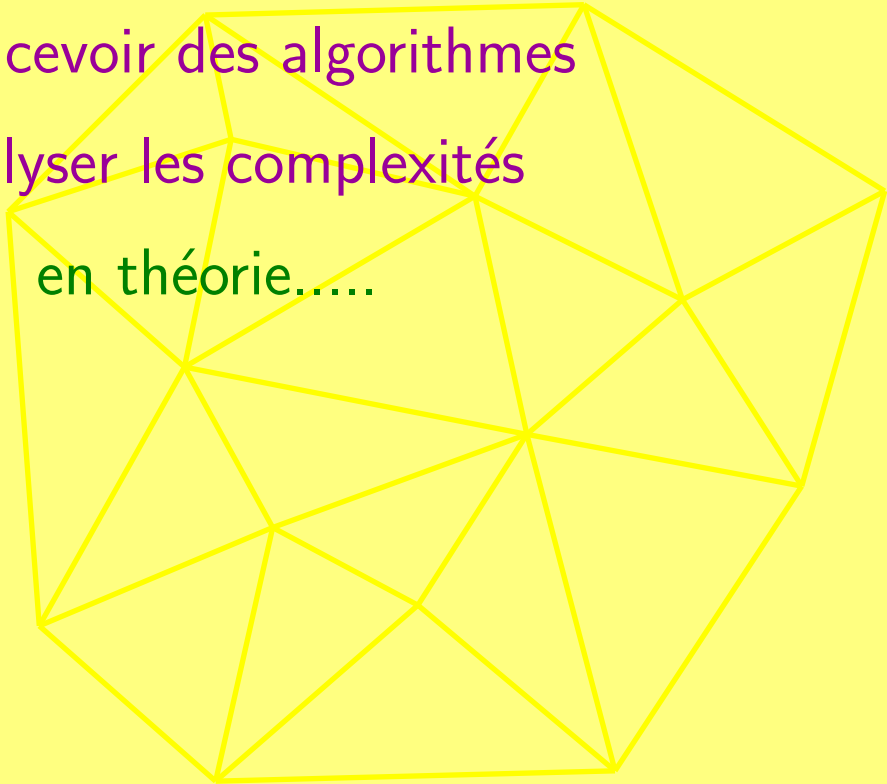 cevoir des algorithmes
lyser les complexités
en théorie.....